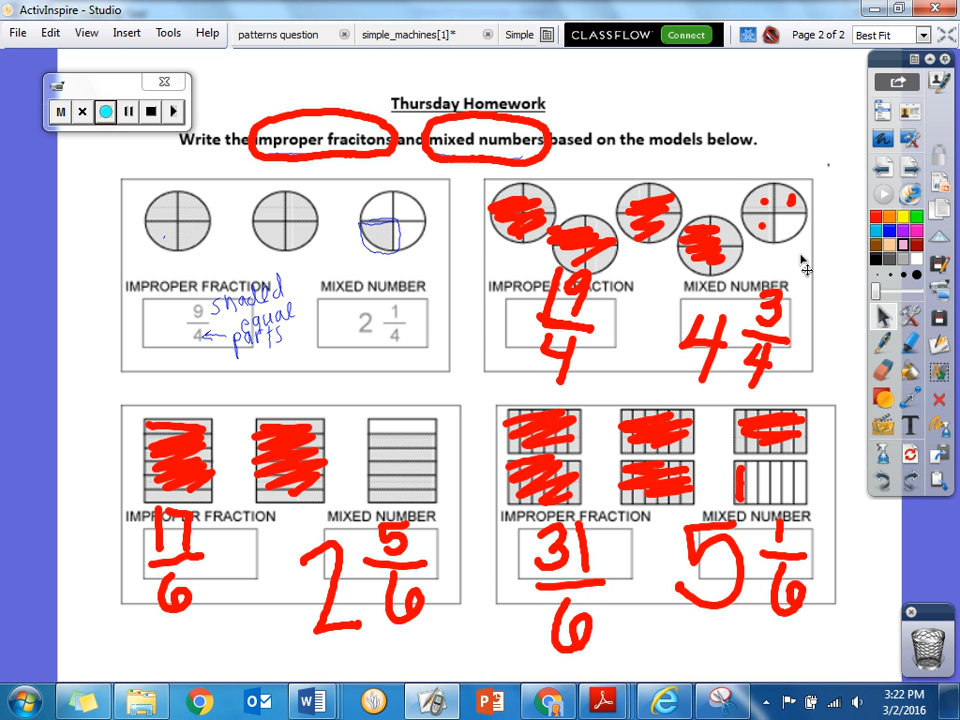 ActivInspire - Studio
File Edit View Insert Tools Help patterns question simple_machines[1]* Simple CLASSFLOW Connect Page 2 of 2 Best Fit
M
Thursday Homework
Write the improper fracitons and mixed numbers based on the models below.
IMPROPER FRACTION MIXED NUMBER
9/4 2 1/4
shaded
equal
parts
IMPROPER FRACTION MIXED NUMBER
19/4 4 3/4
IMPROPER FRACTION MIXED NUMBER
17/6 2 5/6
IMPROPER FRACTION MIXED NUMBER
1
31/6 5 1/6
3:22 PM
3/2/2016